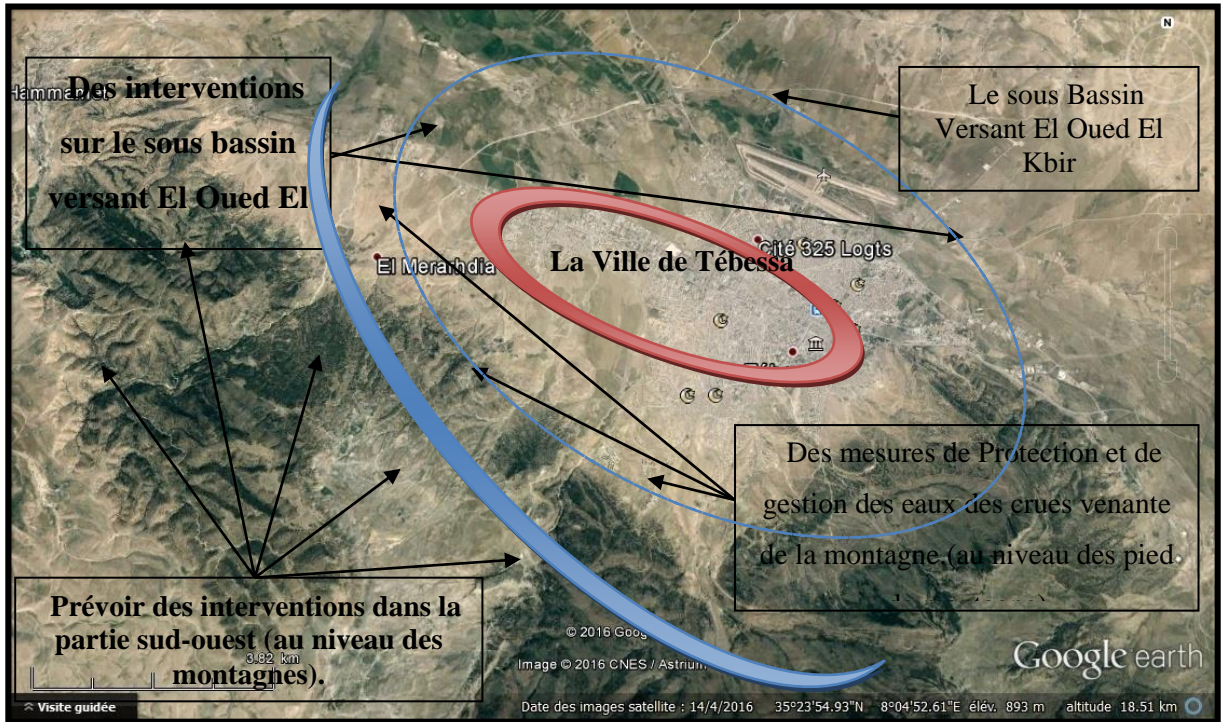 N
Hammamet
Des interventions
sur le sous bassin
versant El Oued El
Le sous Bassin
Versant El Oued El
Kbir
Cité 325 Logts
La Ville de Tébessa
El Merarhdia
Des mesures de Protection et de
gestion des eaux des crues venante
de la montagne (au niveau des pied
Prévoir des interventions dans la
partie sud-ouest (au niveau des
montagnes).
3,82 km
© 2016 Goog
Image © 2016 CNES / Astrium
Google earth
Visite guidée
Date des images satellite : 14/4/2016 35°23'54.93"N 8°04'52.61"E élév. 893 m altitude 18.51 km